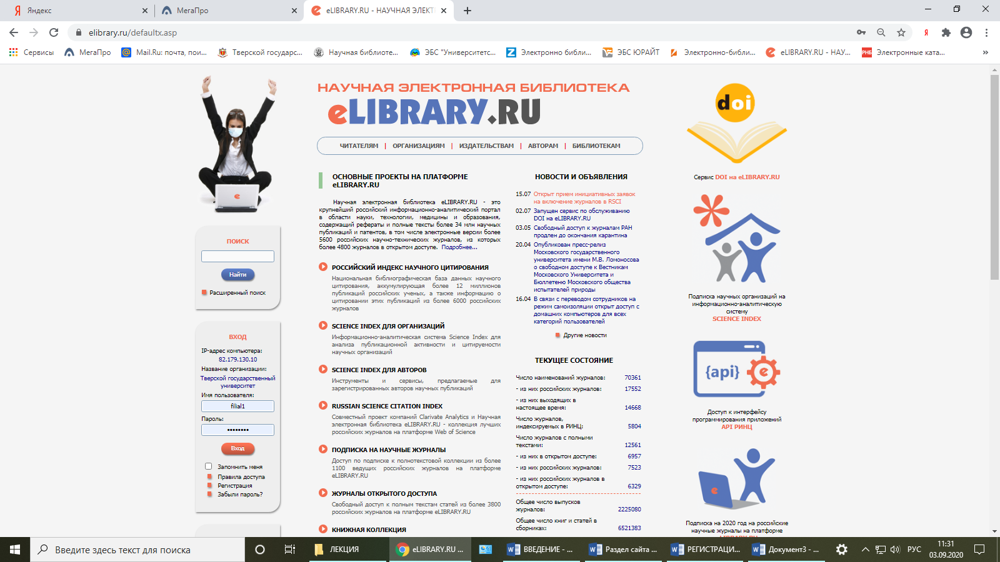 Яндекс
МегаПро
eLIBRARY.RU - НАУЧНАЯ ЭЛЕКТ
elibrary.ru/defaultx.asp
Сервисы
МегаПро
Mail.Ru: почта, пои...
Тверской государс...
Научная библиоте...
ЭБС "Университетс...
Электронно библи...
ЭБС ЮРАЙТ
Электронно-библи...
eLIBRARY.RU - НАУ...
РНБ
Электронные ката...
»
ПОИСК
Найти
Расширенный поиск
ВХОД
IP-адрес компьютера:
82.179.130.10
Название организации:
Тверской государственный
университет
Имя пользователя:
filial1
Пароль:
••••••••
Вход
Запомнить меня
Правила доступа
Регистрация
Забыли пароль?
НАУЧНАЯ ЭЛЕКТРОННАЯ БИБЛИОТЕКА
eLIBRARY.RU
ЧИТАТЕЛЯМ | ОРГАНИЗАЦИЯМ | ИЗДАТЕЛЬСТВАМ | АВТОРАМ | БИБЛИОТЕКАМ
ОСНОВНЫЕ ПРОЕКТЫ НА ПЛАТФОРМЕ
eLIBRARY.RU
Научная электронная библиотека eLIBRARY.RU - это
крупнейший российский информационно-аналитический портал
в области науки, технологии, медицины и образования,
содержащий рефераты и полные тексты более 34 млн научных
публикаций и патентов, в том числе электронные версии более
5600 российских научно-технических журналов, из которых
более 4800 журналов в открытом доступе. Подробнее...
РОССИЙСКИЙ ИНДЕКС НАУЧНОГО ЦИТИРОВАНИЯ
Национальная библиографическая база данных научного
цитирования, аккумулирующая более 12 миллионов
публикаций российских ученых, а также информацию о
цитировании этих публикаций из более 6000 российских
журналов
SCIENCE INDEX ДЛЯ ОРГАНИЗАЦИЙ
Информационно-аналитическая система Science Index для
анализа публикационной активности и цитируемости
научных организаций
SCIENCE INDEX ДЛЯ АВТОРОВ
Инструменты и сервисы, предлагаемые для
зарегистрированных авторов научных публикаций
RUSSIAN SCIENCE CITATION INDEX
Совместный проект компаний Clarivate Analytics и Научная
электронная библиотека eLIBRARY.RU - коллекция лучших
российских журналов на платформе Web of Science
ПОДПИСКА НА НАУЧНЫЕ ЖУРНАЛЫ
Доступ по подписке к полнотекстовой коллекции из более
1100 ведущих российских журналов на платформе
eLIBRARY.RU
ЖУРНАЛЫ ОТКРЫТОГО ДОСТУПА
Свободный доступ к полным текстам статей из более 3800
российских журналов на платформе eLIBRARY.RU
КНИЖНАЯ КОЛЛЕКЦИЯ
НОВОСТИ И ОБЪЯВЛЕНИЯ
15.07 Открыт прием инициативных заявок
на включение журналов в RSCI
02.07 Запущен сервис по обслуживанию
DOI на eLIBRARY.RU
03.05 Свободный доступ к журналам РАН
продлен до окончания карантина
20.04 Опубликован пресс-релиз
Московского государственного
университета имени М.В. Ломоносова
о свободном доступе к Вестникам
Московского Университета и
Бюллетеню Московского общества
испытателей природы
16.04 В связи с переводом сотрудников на
режим самоизоляции открыт доступ с
домашних компьютеров для всех
категорий пользователей
Другие новости
ТЕКУЩЕЕ СОСТОЯНИЕ
Число наименований журналов: 70361
- из них российских журналов: 17552
- из них выходящих в
настоящее время: 14668
Число журналов,
индексируемых в РИНЦ: 5804
Число журналов с полными
текстами: 12561
- из них в открытом доступе: 6957
- из них российских журналов: 7523
- из них российских журналов в
открытом доступе: 6329
Общее число выпусков
журналов: 2225080
Общее число книг и статей в
сборниках: 6521383
doi
Сервис DOI на eLIBRARY.RU
Подписка научных организаций на
информационно-аналитическую
систему
SCIENCE INDEX
{api} e
Доступ к интерфейсу
программирования приложений
API РИНЦ
Подписка на 2020 год на российские
научные журналы на платформе
eLIBRARY.RU
Введите здесь текст для поиска
ЛЕКЦИЯ
eLIBRARY.RU ...
ВВЕДЕНИЕ - ...
Раздел сайта ...
РЕГИСТРАЦИ...
Документ3 - ...
РУС
11:31
03.09.2020